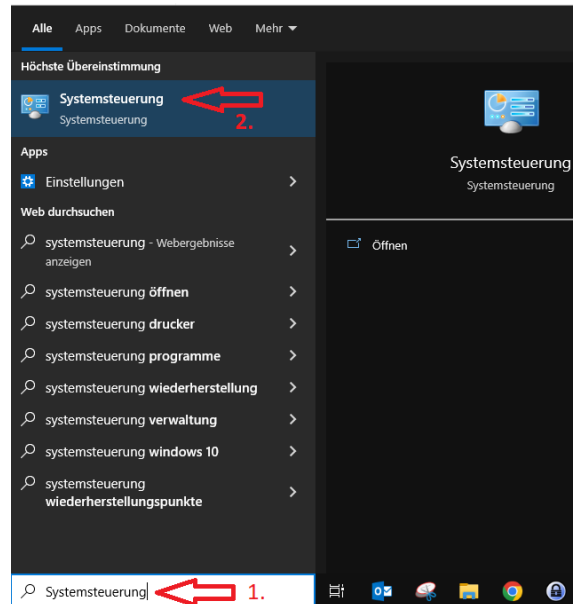 Alle Apps Dokumente Web Mehr
Höchste Übereinstimmung
Systemsteuerung
Systemsteuerung
2.
Apps
Einstellungen
Web durchsuchen
systemsteuerung - Webergebnisse
anzeigen
systemsteuerung öffnen
systemsteuerung drucker
systemsteuerung programme
systemsteuerung wiederherstellung
systemsteuerung verwaltung
systemsteuerung windows 10
systemsteuerung
wiederherstellungspunkte
Systemsteuerung
Systemsteuerung
Öffnen
Systemsteuerung 1.